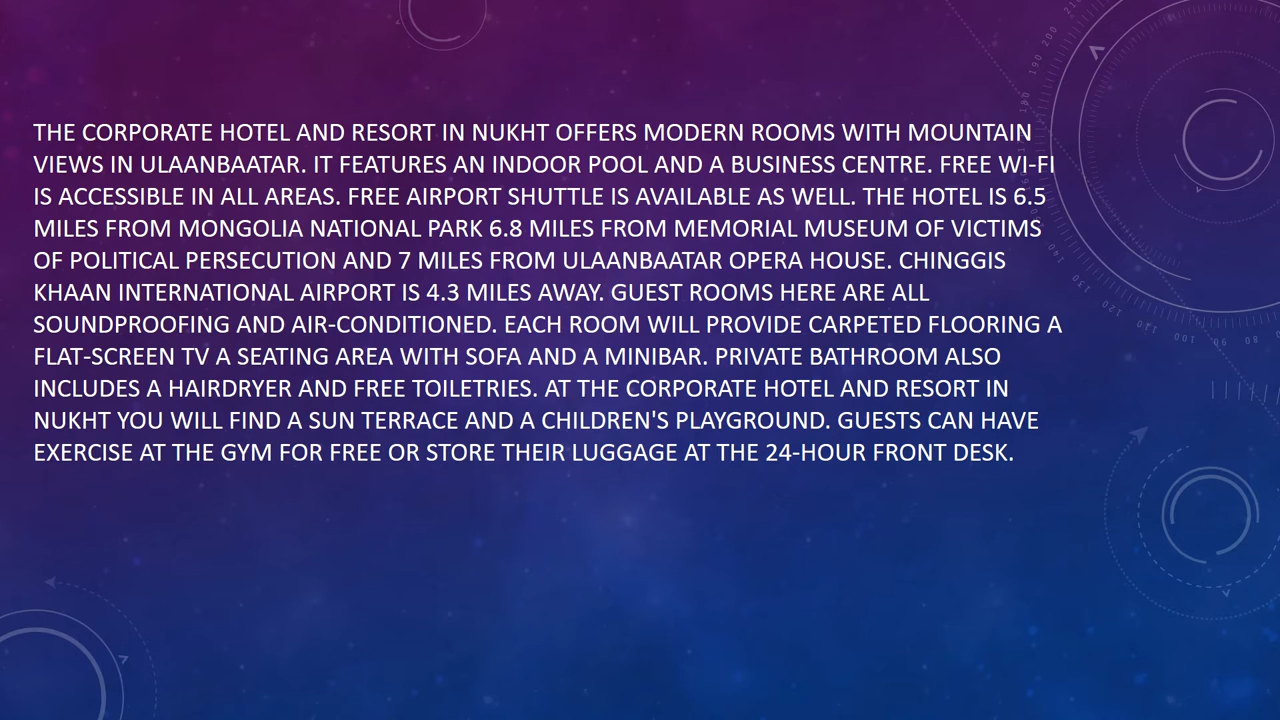 THE CORPORATE HOTEL AND RESORT IN NUKHT OFFERS MODERN ROOMS WITH MOUNTAIN
VIEWS IN ULAANBAATAR. IT FEATURES AN INDOOR POOL AND A BUSINESS CENTRE. FREE WI-FI
IS ACCESSIBLE IN ALL AREAS. FREE AIRPORT SHUTTLE IS AVAILABLE AS WELL. THE HOTEL IS 6.5
MILES FROM MONGOLIA NATIONAL PARK 6.8 MILES FROM MEMORIAL MUSEUM OF VICTIMS
OF POLITICAL PERSECUTION AND 7 MILES FROM ULAANBAATAR OPERA HOUSE. CHINGGIS
KHAAN INTERNATIONAL AIRPORT IS 4.3 MILES AWAY. GUEST ROOMS HERE ARE ALL
SOUNDPROOFING AND AIR-CONDITIONED. EACH ROOM WILL PROVIDE CARPETED FLOORING A
FLAT-SCREEN TV A SEATING AREA WITH SOFA AND A MINIBAR. PRIVATE BATHROOM ALSO
INCLUDES A HAIRDRYER AND FREE TOILETRIES. AT THE CORPORATE HOTEL AND RESORT IN
NUKHT YOU WILL FIND A SUN TERRACE AND A CHILDREN'S PLAYGROUND. GUESTS CAN HAVE
EXERCISE AT THE GYM FOR FREE OR STORE THEIR LUGGAGE AT THE 24-HOUR FRONT DESK.